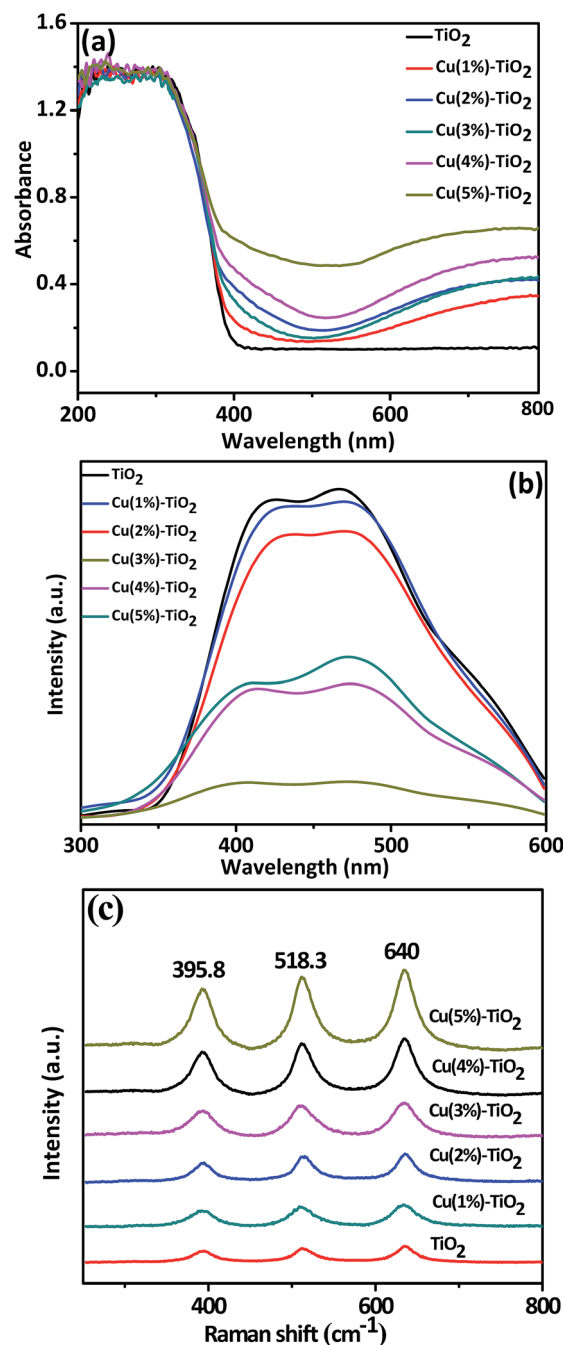 (a)
TiO2
Cu(1%)-TiO2
Cu(2%)-TiO2
Cu(3%)-TiO2
Cu(4%)-TiO2
Cu(5%)-TiO2
1.6
1.2
0.8
0.4
0.0
Absorbance
200 400 600 800
Wavelength (nm)
(b)
TiO2
Cu(1%)-TiO2
Cu(2%)-TiO2
Cu(3%)-TiO2
Cu(4%)-TiO2
Cu(5%)-TiO2
Intensity (a.u.)
300 400 500 600
Wavelength (nm)
(c)
395.8 518.3 640
Cu(5%)-TiO2
Cu(4%)-TiO2
Cu(3%)-TiO2
Cu(2%)-TiO2
Cu(1%)-TiO2
TiO2
Intensity (a.u.)
400 600 800
Raman shift (cm-1)